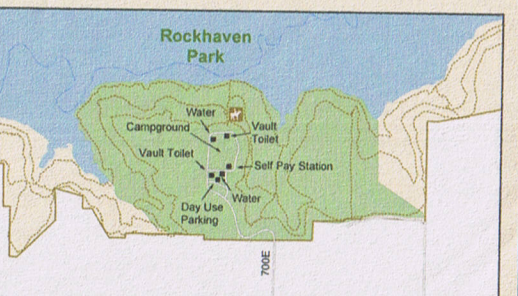 Rockhaven
Park
Water
Vault
Toilet
Campground
Vault Toilet
Self Pay Station
Water
Day Use
Parking
700E